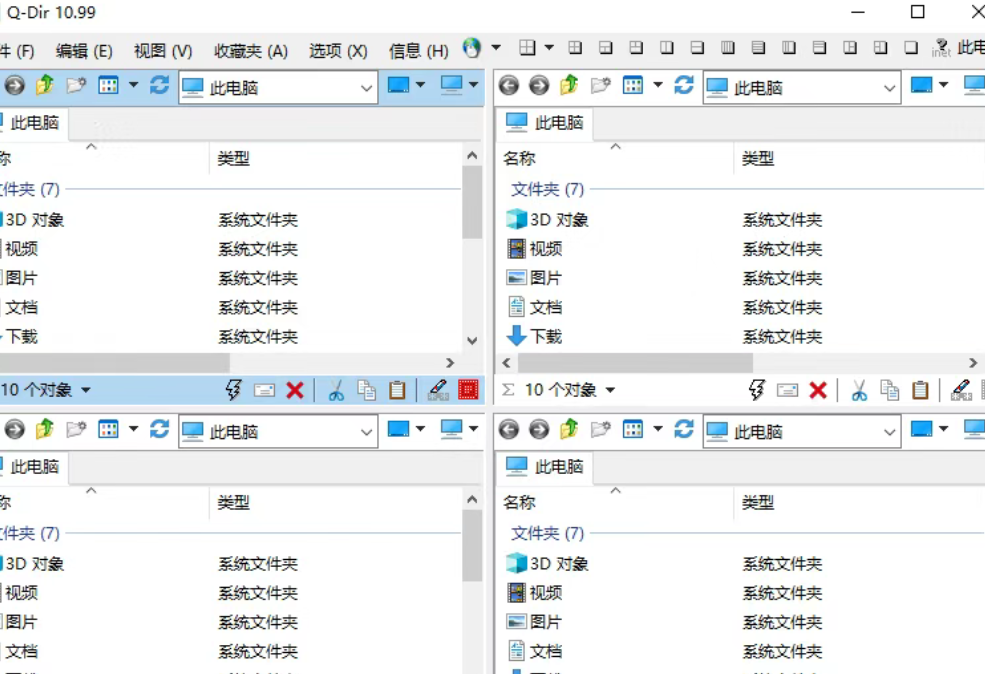 Q-Dir 10.99
件 (F) 编辑 (E) 视图 (V) 收藏夹 (A) 选项 (X) 信息 (H) 此电
此电脑 此电脑
此电脑 此电脑
称 类型 名称 类型
文件夹 (7) 文件夹 (7)
3D 对象 系统文件夹 3D 对象 系统文件夹
视频 系统文件夹 视频 系统文件夹
图片 系统文件夹 图片 系统文件夹
文档 系统文件夹 文档 系统文件夹
下载 系统文件夹 下载 系统文件夹
10 个对象 Σ 10 个对象
此电脑 此电脑
此电脑 此电脑
称 类型 名称 类型
文件夹 (7) 文件夹 (7)
3D 对象 系统文件夹 3D 对象 系统文件夹
视频 系统文件夹 视频 系统文件夹
图片 系统文件夹 图片 系统文件夹
文档 系统文件夹 文档 系统文件夹